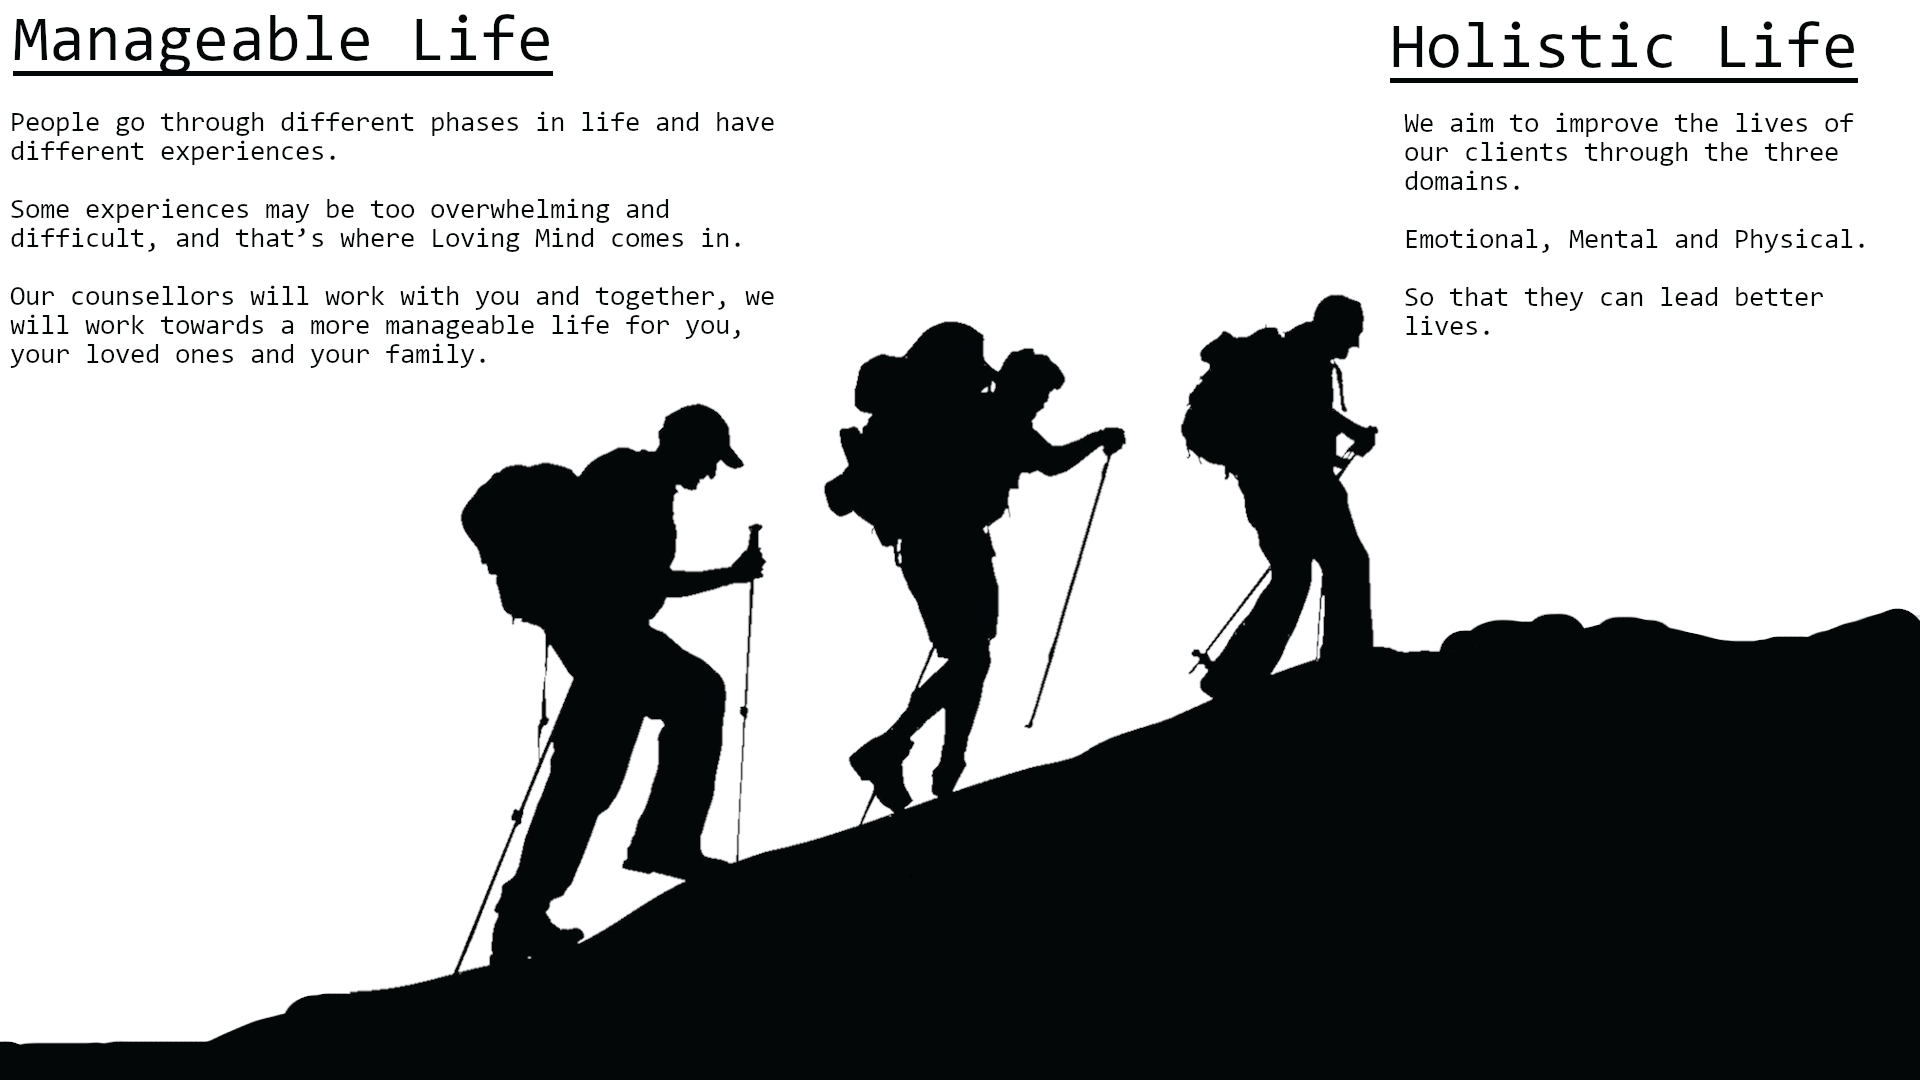 Manageable Life
People go through different phases in life and have
different experiences.
Some experiences may be too overwhelming and
difficult, and that’s where Loving Mind comes in.
Our counsellors will work with you and together, we
will work towards a more manageable life for you,
your loved ones and your family.
Holistic Life
We aim to improve the lives of
our clients through the three
domains.
Emotional, Mental and Physical.
So that they can lead better
lives.